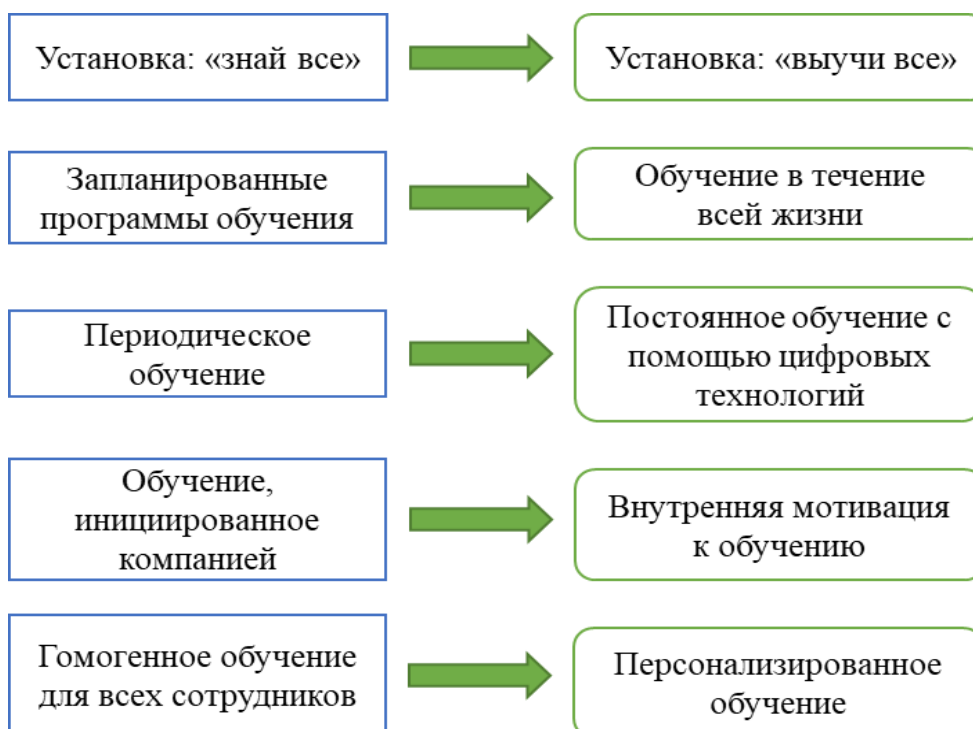 Установка: «знай все»
Установка: «выучи все»
Запланированные
программы обучения
Обучение в течение
всей жизни
Периодическое
обучение
Постоянное обучение с
помощью цифровых
технологий
Обучение,
инициированное
компанией
Внутренняя мотивация
к обучению
Гомогенное обучение
для всех сотрудников
Персонализированное
обучение